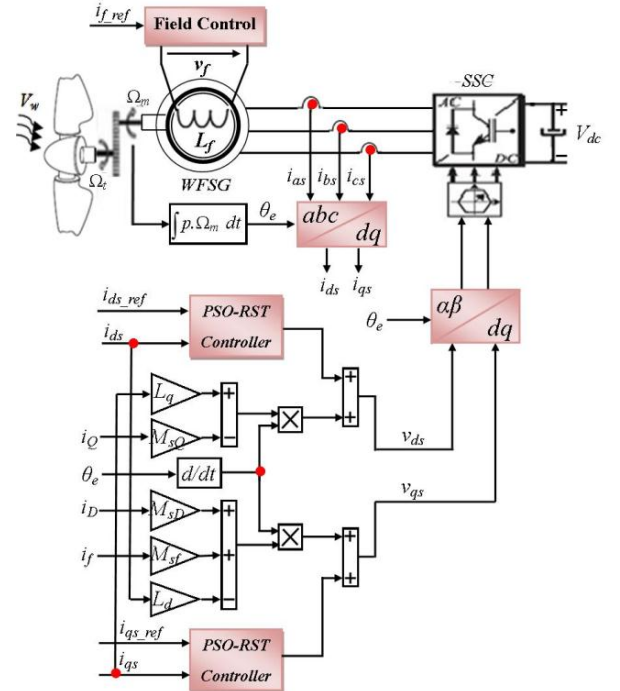 i_f_ref
Field Control
v_f
V_w
Ω_m
L_f
Ω_t
WFSG
-SSC
AC
DC
+
V_dc
−
i_as i_bs i_cs
∫ p.Ω_m dt
θ_e
abc
dq
i_ds i_qs
i_ds_ref
PSO-RST
Controller
i_ds
θ_e
αβ
dq
L_q
+
−
i_Q
M_sQ
×
+
+
v_ds
θ_e
d/dt
v_qs
i_D
M_sD
+
i_f
M_sf
+
×
+
+
L_d
−
i_qs_ref
PSO-RST
Controller
i_qs